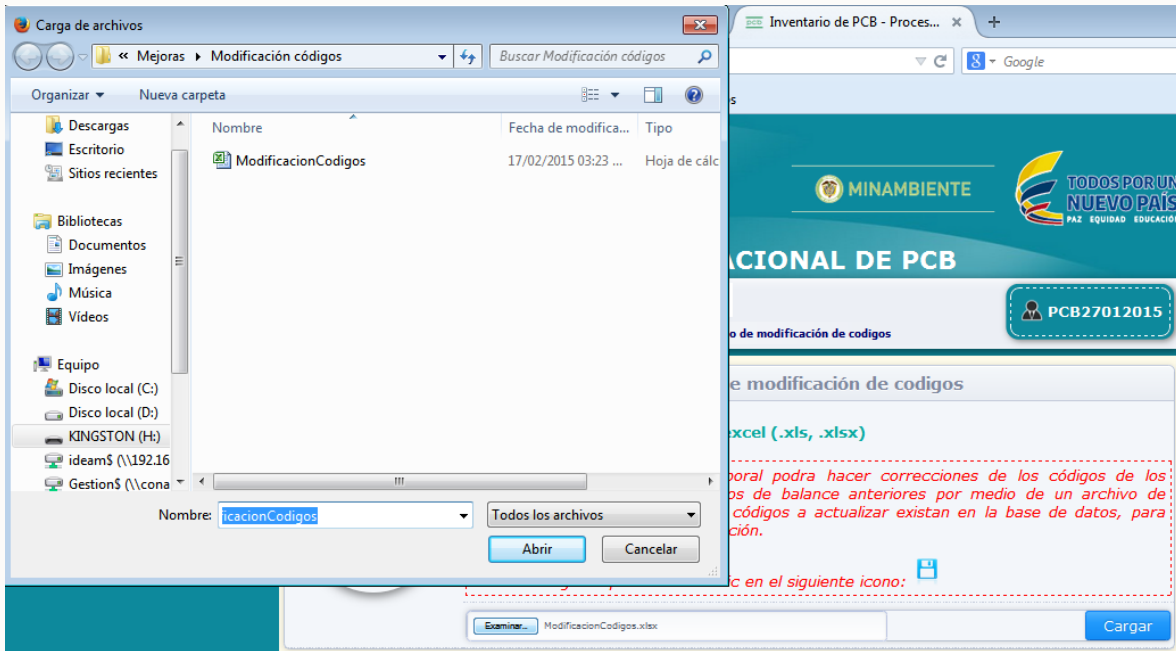 Carga de archivos
« Mejoras ▸ Modificación códigos
Buscar Modificación códigos
Organizar
Nueva carpeta
Descargas
Escritorio
Sitios recientes
Bibliotecas
Documentos
Imágenes
Música
Vídeos
Equipo
Disco local (C:)
Disco local (D:)
KINGSTON (H:)
ideam$ (\\192.16
Gestion$ (\\cona
Nombre
Fecha de modifica...
Tipo
ModificacionCodigos
17/02/2015 03:23 ...
Hoja de cálc
Nombre:
icacionCodigos
Todos los archivos
Abrir
Cancelar
Inventario de PCB - Proces...
Google
MINAMBIENTE
TODOS POR UN
NUEVO PAÍS
PAZ EQUIDAD EDUCACIÓN
ACIONAL DE PCB
PCB27012015
o de modificación de codigos
e modificación de codigos
excel (.xls, .xlsx)
poral podra hacer correcciones de los códigos de los
os de balance anteriores por medio de un archivo de
códigos a actualizar existan en la base de datos, para
ción.
ic en el siguiente icono:
Examinar...
ModificacionCodigos.xlsx
Cargar